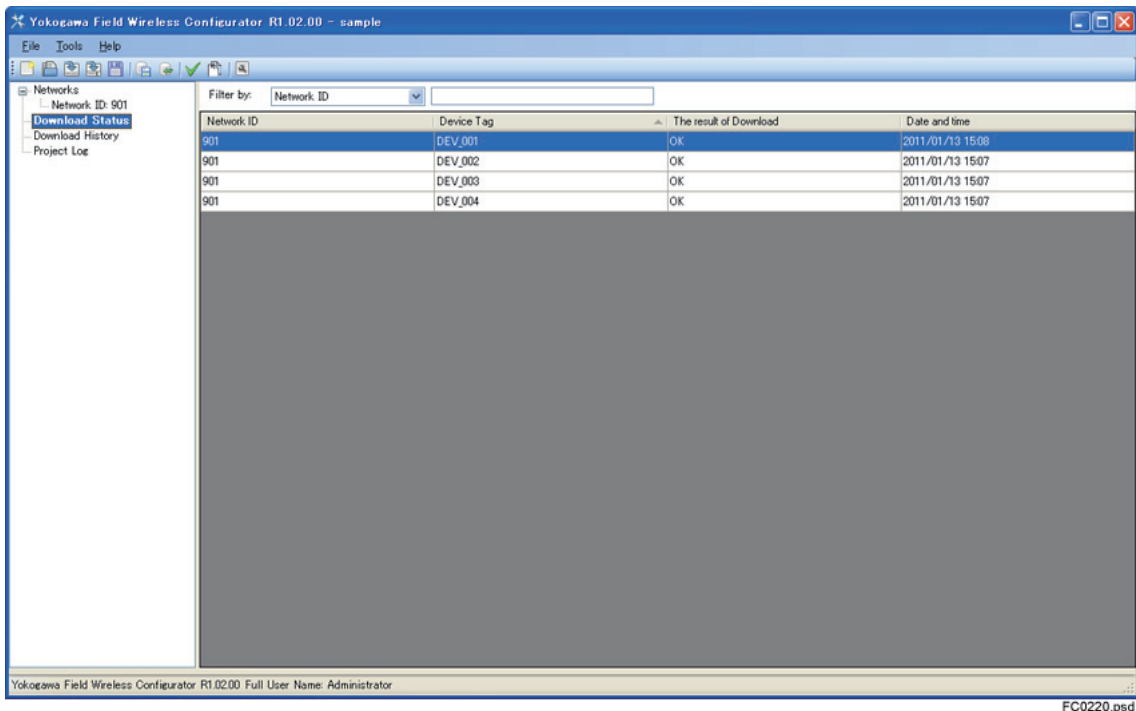 Yokogawa Field Wireless Configurator R1.02.00 - sample
File Tools Help
Networks
Network ID: 901
Download Status
Download History
Project Log
Filter by: Network ID
Network ID Device Tag The result of Download Date and time
901 DEV_001 OK 2011/01/13 15:08
901 DEV_002 OK 2011/01/13 15:07
901 DEV_003 OK 2011/01/13 15:07
901 DEV_004 OK 2011/01/13 15:07
Yokogawa Field Wireless Configurator R1.02.00 Full User Name: Administrator
FC0220.psd